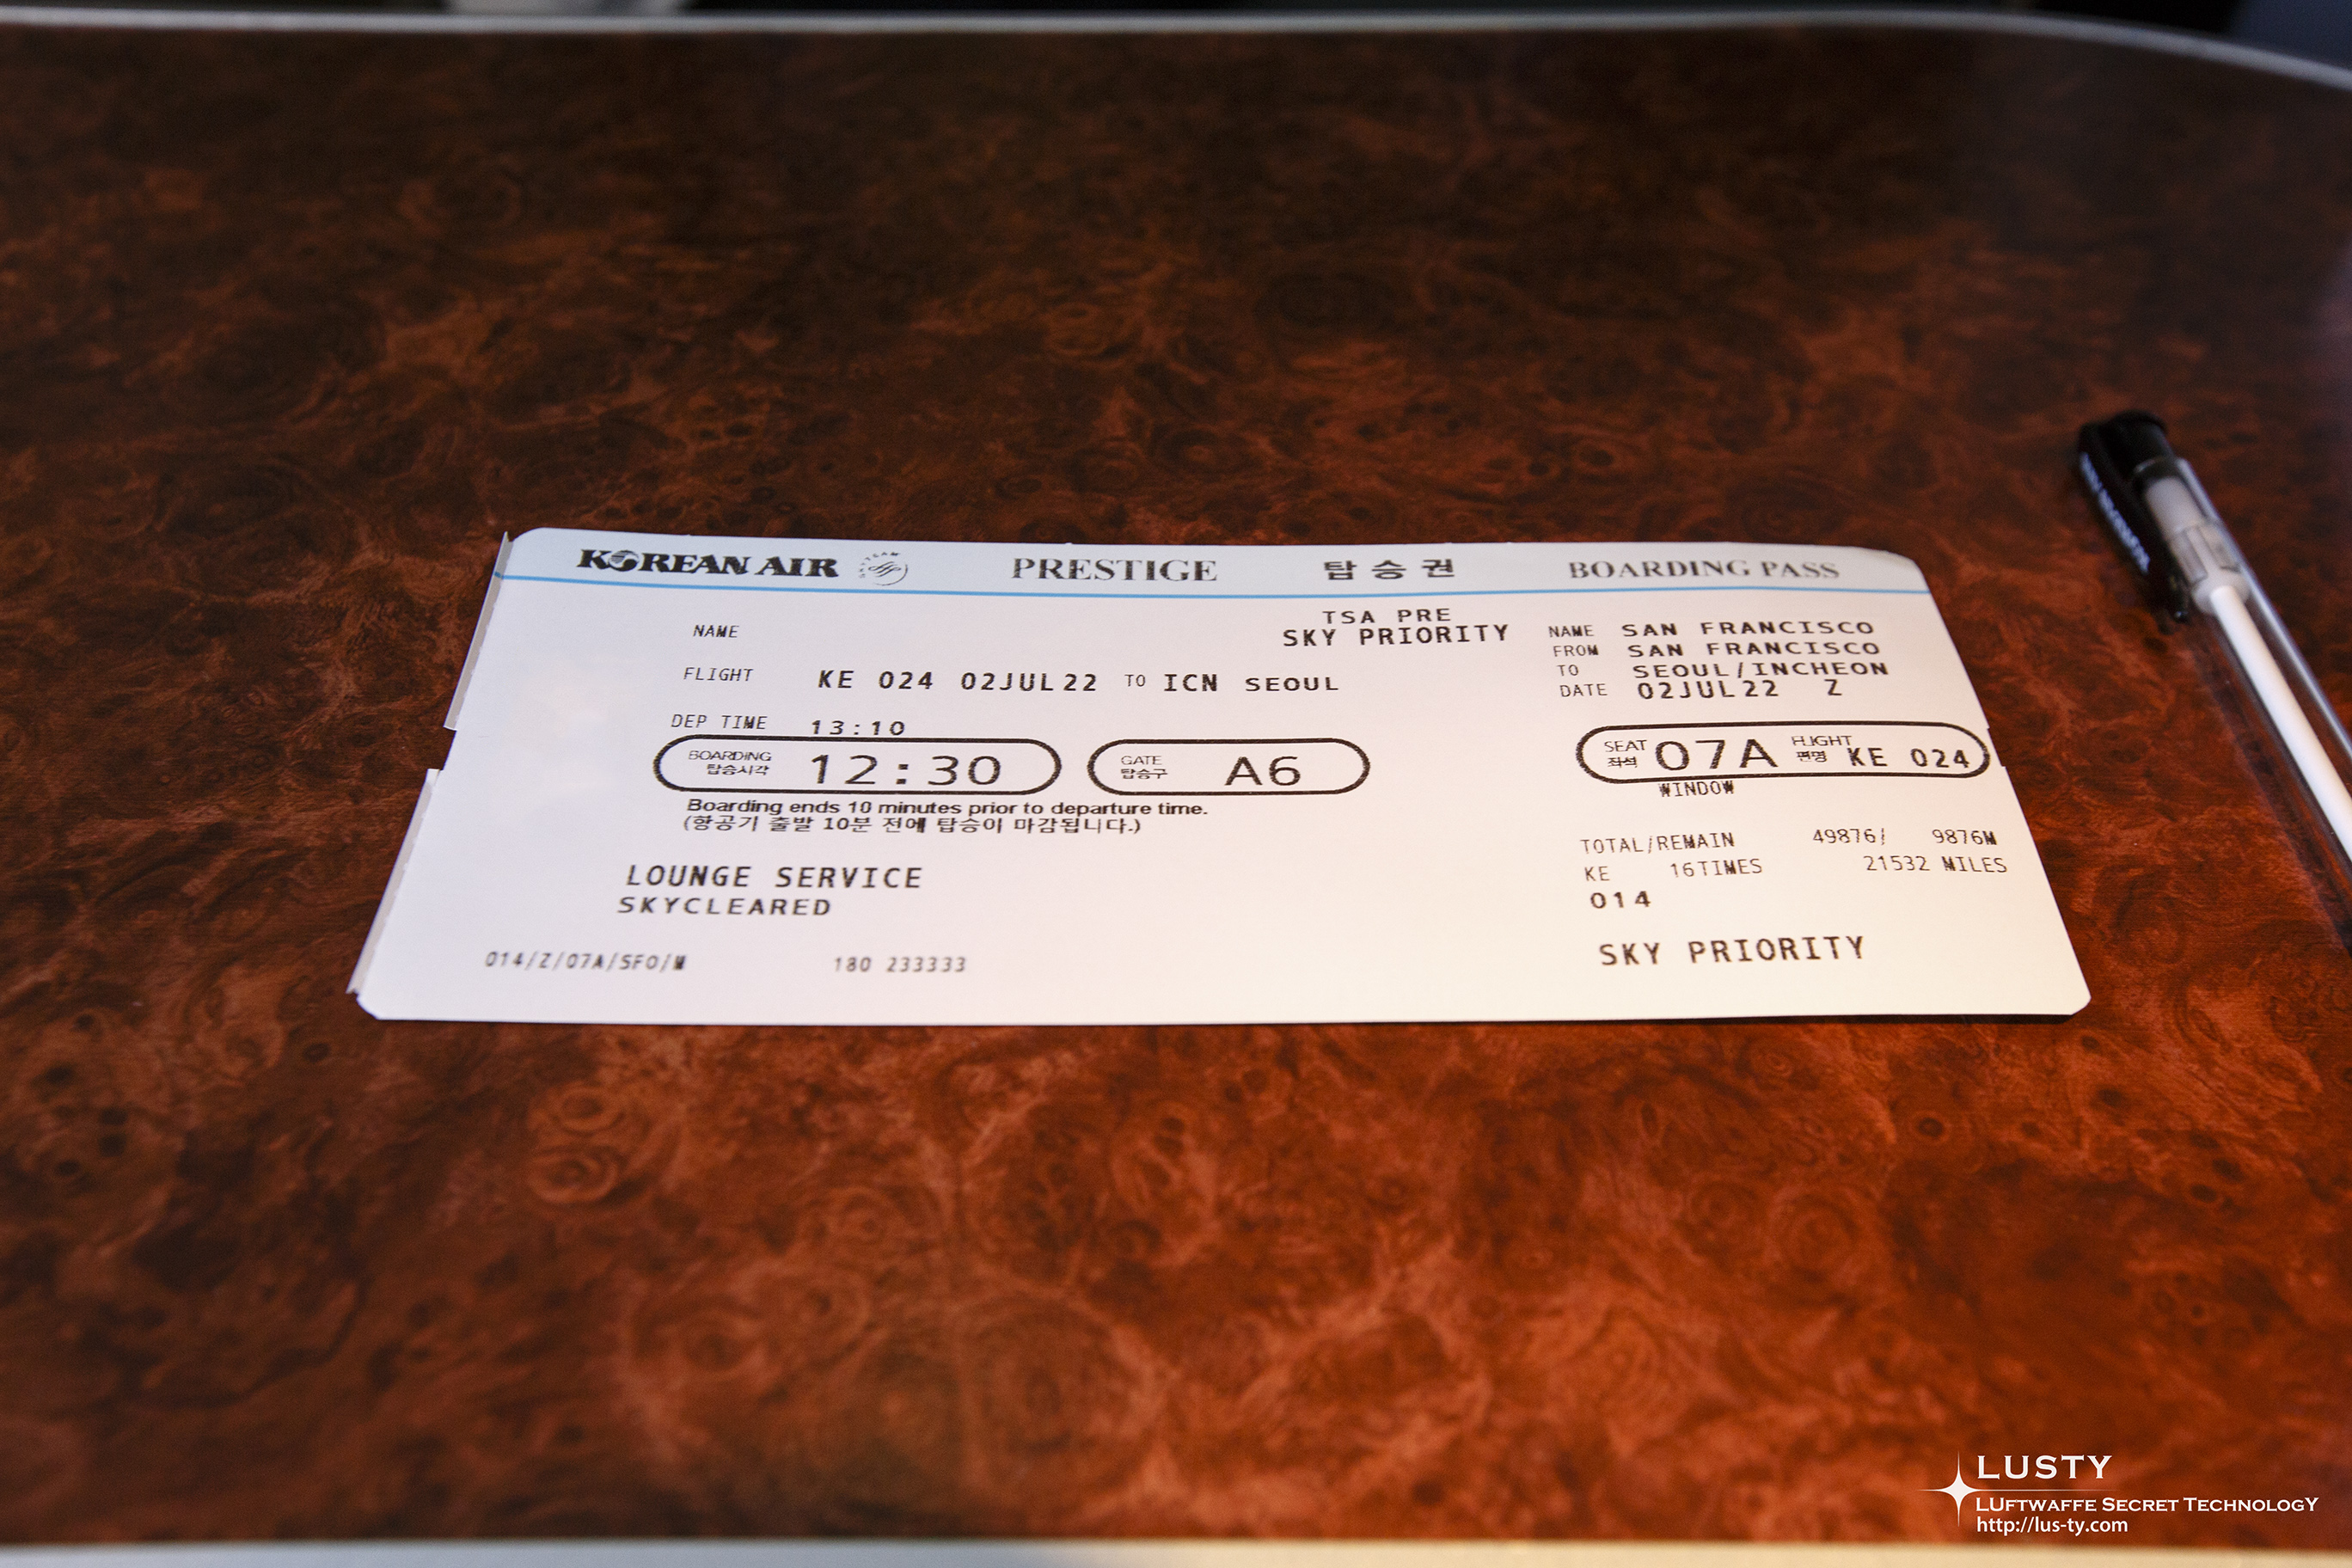 KOREAN AIR PRESTIGE 탑승권 BOARDING PASS
TSA PRE
SKY PRIORITY
NAME
FLIGHT KE 024 02JUL22 TO ICN SEOUL
DEP TIME 13:10
BOARDING 탑승시각 12:30 GATE 탑승구 A6
Boarding ends 10 minutes prior to departure time.
(항공기 출발 10분 전에 탑승이 마감됩니다.)
LOUNGE SERVICE
SKYCLEARED
014/Z/07A/SFO/M 180 233333
NAME SAN FRANCISCO
FROM SAN FRANCISCO
TO SEOUL/INCHEON
DATE 02JUL22 Z
SEAT 좌석 07A FLIGHT 편명 KE 024
WINDOW
TOTAL/REMAIN 49876/ 9876M
KE 16TIMES 21532 MILES
014
SKY PRIORITY
LUSTY
LUFTWAFFE SECRET TECHNOLOGY
http://lus-ty.com